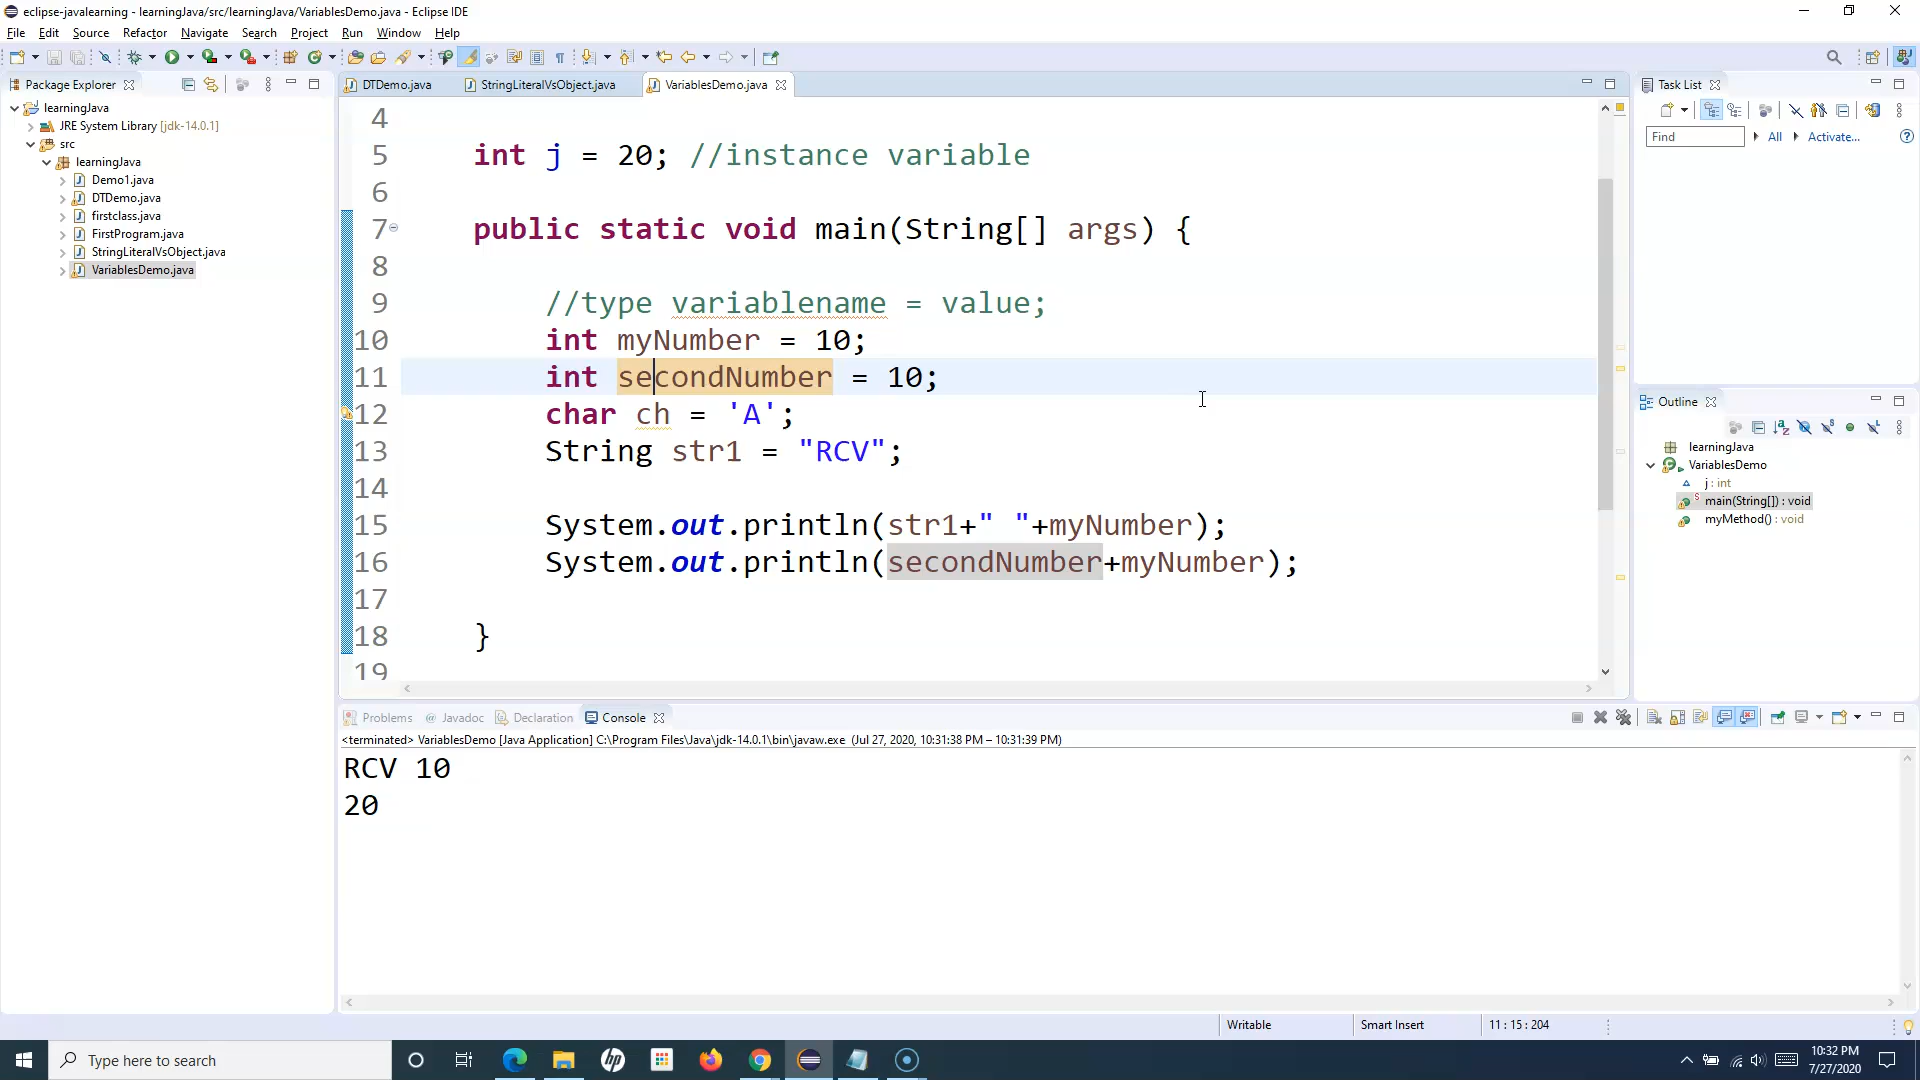 eclipse-javalearning - learningJava/src/learningJava/VariablesDemo.java - Eclipse IDE
File Edit Source Refactor Navigate Search Project Run Window Help
Package Explorer
learningJava
JRE System Library [jdk-14.0.1]
src
learningJava
Demo1.java
DTDemo.java
firstclass.java
FirstProgram.java
StringLiteralVsObject.java
VariablesDemo.java
DTDemo.java StringLiteralVsObject.java VariablesDemo.java
4
5 int j = 20; //instance variable
6
7 public static void main(String[] args) {
8
9 //type variablename = value;
10 int myNumber = 10;
11 int secondNumber = 10;
12 char ch = 'A';
13 String str1 = "RCV";
14
15 System.out.println(str1+" "+myNumber);
16 System.out.println(secondNumber+myNumber);
17
18 }
19
Task List
Find All Activate...
Outline
learningJava
VariablesDemo
j : int
main(String[]) : void
myMethod() : void
Problems Javadoc Declaration Console
<terminated> VariablesDemo [Java Application] C:\Program Files\Java\jdk-14.0.1\bin\javaw.exe (Jul 27, 2020, 10:31:38 PM – 10:31:39 PM)
RCV 10
20
Writable Smart Insert 11 : 15 : 204
Type here to search
10:32 PM
7/27/2020